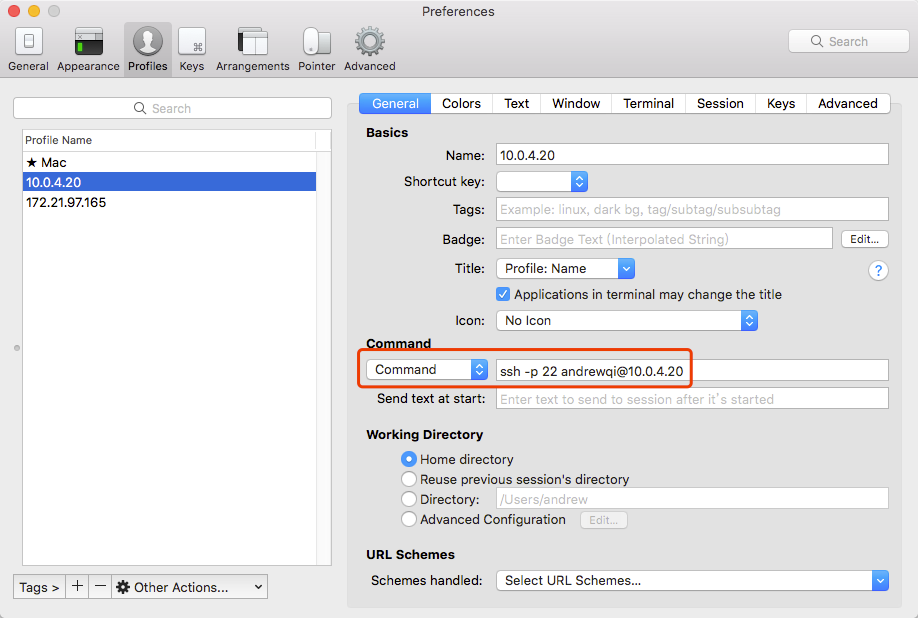 Preferences
General Appearance Profiles Keys Arrangements Pointer Advanced
Search
Search
Profile Name
★ Mac
10.0.4.20
172.21.97.165
Tags > + − Other Actions...
General Colors Text Window Terminal Session Keys Advanced
Basics
Name: 10.0.4.20
Shortcut key:
Tags: Example: linux, dark bg, tag/subtag/subsubtag
Badge: Enter Badge Text (Interpolated String) Edit...
Title: Profile: Name ?
Applications in terminal may change the title
Icon: No Icon
Command
Command ssh -p 22 andrewqi@10.0.4.20
Send text at start: Enter text to send to session after it's started
Working Directory
Home directory
Reuse previous session's directory
Directory: /Users/andrew
Advanced Configuration Edit...
URL Schemes
Schemes handled: Select URL Schemes...